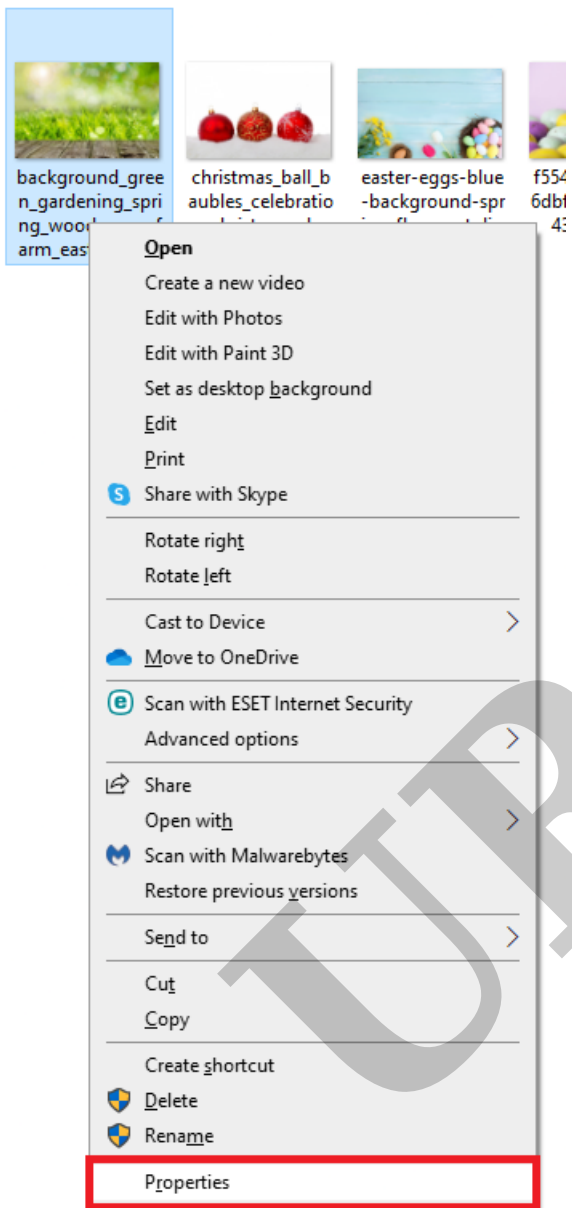 background_gree
n_gardening_spri
ng_woo
arm_eas
christmas_ball_b
aubles_celebratio
easter-eggs-blue
-background-spr
f554
6dbf
43
Open
Create a new video
Edit with Photos
Edit with Paint 3D
Set as desktop background
Edit
Print
Share with Skype
Rotate right
Rotate left
Cast to Device
Move to OneDrive
Scan with ESET Internet Security
Advanced options
Share
Open with
Scan with Malwarebytes
Restore previous versions
Send to
Cut
Copy
Create shortcut
Delete
Rename
Properties
UP